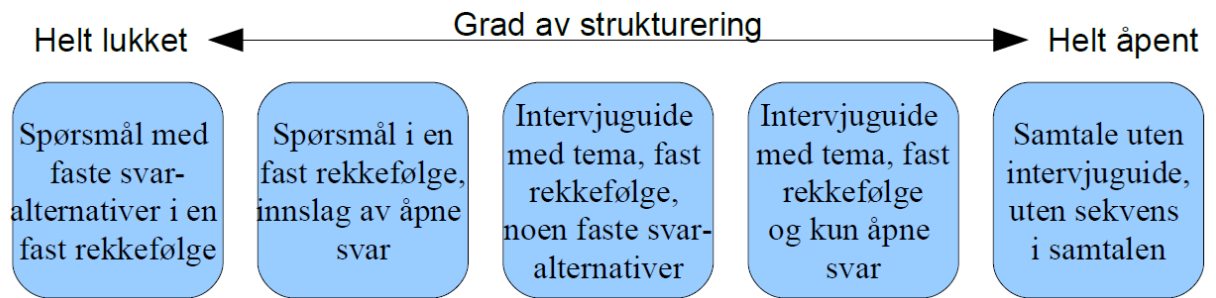 Grad av strukturering
Helt lukket
Helt åpent
Spørsmål med
faste svar-
alternativer i en
fast rekkefølge
Spørsmål i en
fast rekkefølge,
innslag av åpne
svar
Intervjuguide
med tema, fast
rekkefølge,
noen faste svar-
alternativer
Intervjuguide
med tema, fast
rekkefølge
og kun åpne
svar
Samtale uten
intervjuguide,
uten sekvens
i samtalen